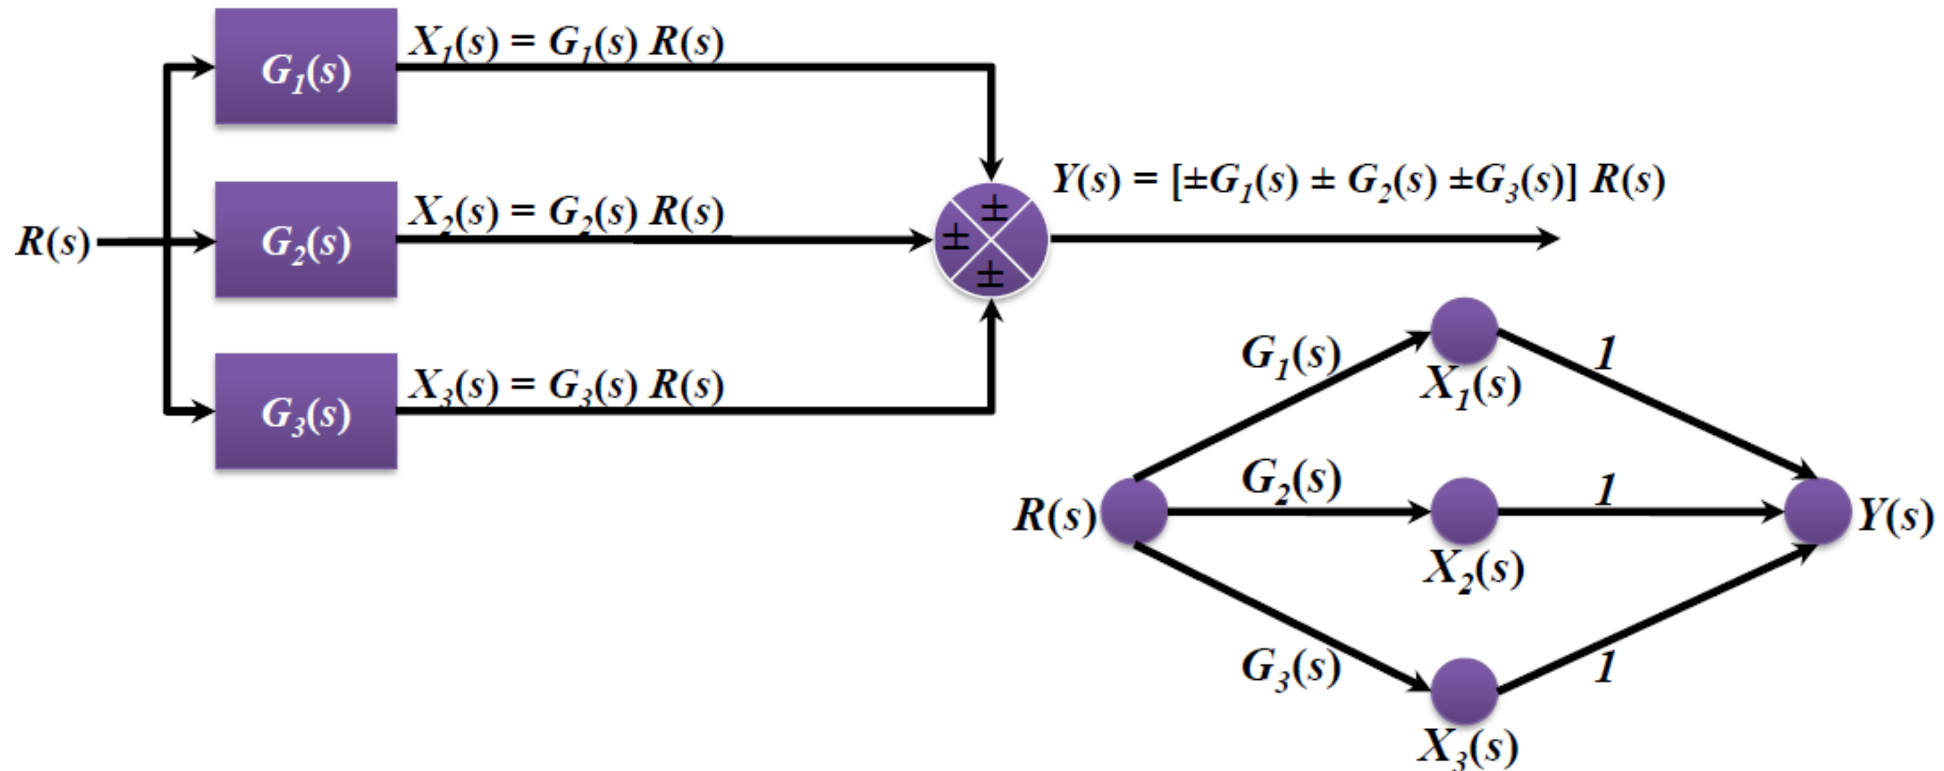 G1(s)
X1(s) = G1(s) R(s)
G2(s)
X2(s) = G2(s) R(s)
R(s)
G3(s)
X3(s) = G3(s) R(s)
±
±
±
Y(s) = [±G1(s) ± G2(s) ±G3(s)] R(s)
G1(s)
X1(s)
1
R(s)
G2(s)
X2(s)
1
Y(s)
G3(s)
X3(s)
1